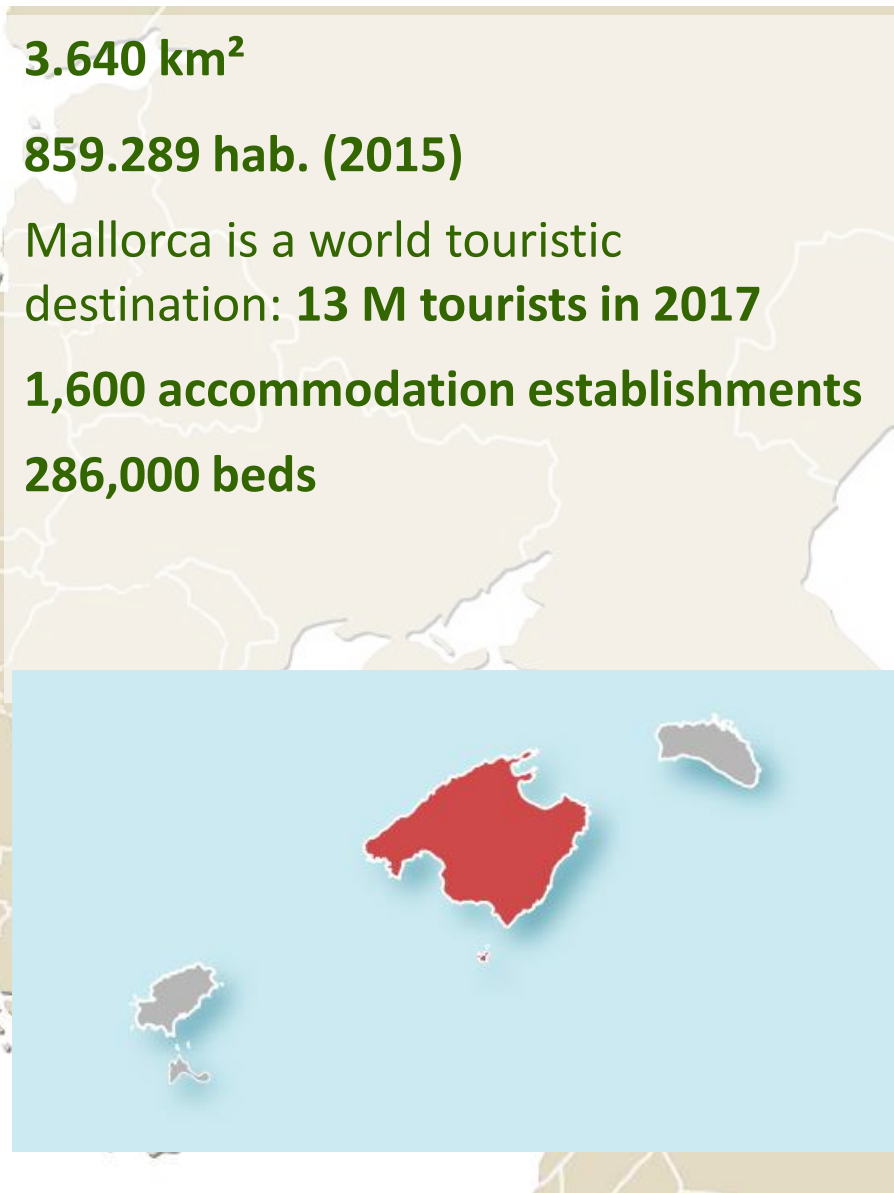 3.640 km²
859.289 hab. (2015)
Mallorca is a world touristic
destination: 13 M tourists in 2017
1,600 accommodation establishments
286,000 beds